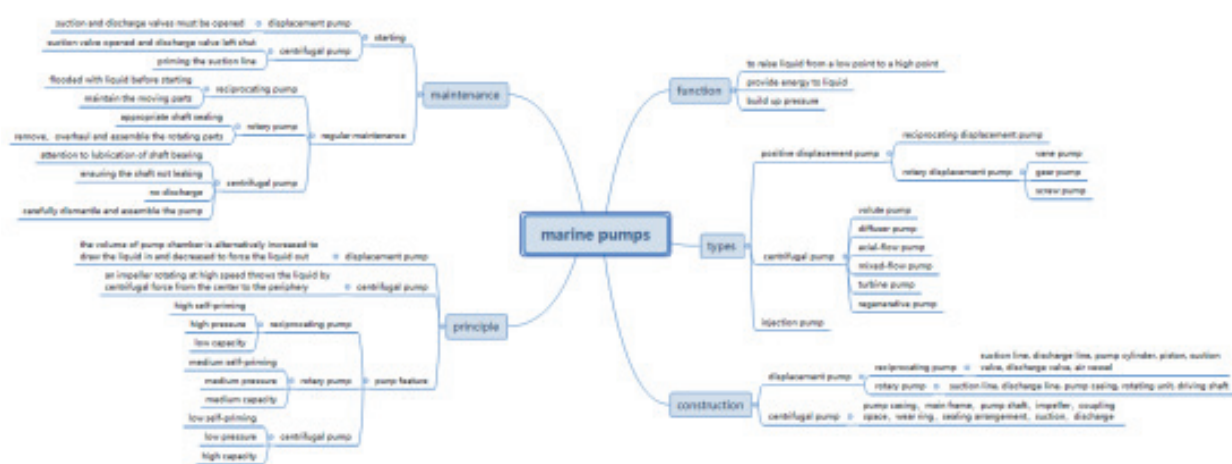 marine pumps
function
to raise liquid from a low point to a high point
provide energy to liquid
build up pressure
types
positive displacement pump
reciprocating displacement pump
rotary displacement pump
vane pump
gear pump
screw pump
centrifugal pump
volute pump
diffuser pump
axial-flow pump
mixed-flow pump
turbine pump
regenerative pump
injection pump
construction
displacement pump
reciprocating pump
suction line, discharge line, pump cylinder, piston, suction
valve, discharge valve, air vessel
rotary pump
suction line, discharge line, pump casing, rotating unit, driving shaft
centrifugal pump
pump casing, main frame, pump shaft, impeller, coupling
space, wear ring, sealing arrangement, suction, discharge
maintenance
starting
displacement pump
suction and discharge valves must be opened
centrifugal pump
suction valve opened and discharge valve left shut
priming the suction line
regular maintenance
reciprocating pump
flooded with liquid before starting
maintain the moving parts
rotary pump
appropriate shaft sealing
remove, overhaul and assemble the rotating parts
centrifugal pump
attention to lubrication of shaft bearing
ensuring the shaft not leaking
no discharge
carefully dismantle and assemble the pump
principle
displacement pump
the volume of pump chamber is alternatively increased to
draw the liquid in and decreased to force the liquid out
centrifugal pump
an impeller rotating at high speed throws the liquid by
centrifugal force from the center to the periphery
pump feature
reciprocating pump
high self-priming
high pressure
low capacity
rotary pump
medium self-priming
medium pressure
medium capacity
centrifugal pump
low self-priming
low pressure
high capacity